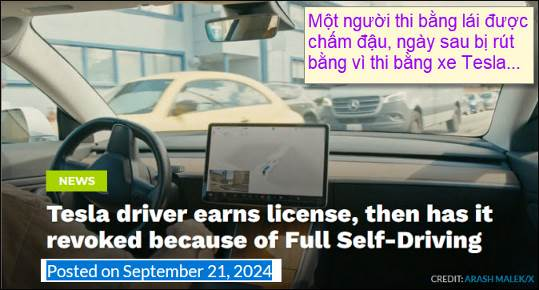 Một người thi bằng lái được
chấm đậu, ngày sau bị rút
bằng vì thi bằng xe Tesla...
NEWS
Tesla driver earns license, then has it
revoked because of Full Self-Driving
Posted on September 21, 2024
CREDIT: ARASH MALEK/X